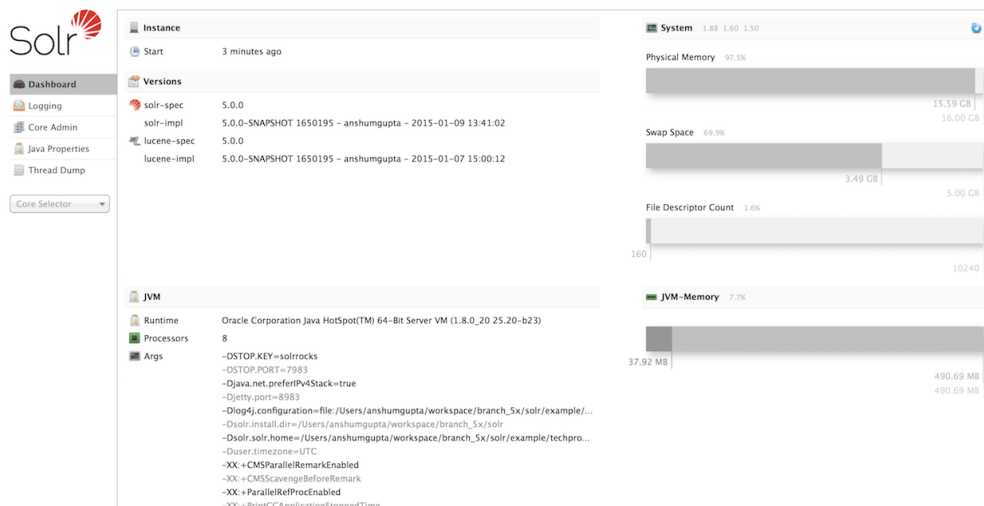 Solr
Dashboard
Logging
Core Admin
Java Properties
Thread Dump
Core Selector
Instance
Start 3 minutes ago
Versions
solr-spec 5.0.0
solr-impl 5.0.0-SNAPSHOT 1650195 - anshumgupta - 2015-01-09 13:41:02
lucene-spec 5.0.0
lucene-impl 5.0.0-SNAPSHOT 1650195 - anshumgupta - 2015-01-07 15:00:12
System 1.88 1.60 1.50
Physical Memory 97.5%
15.59 GB
16.00 GB
Swap Space 69.9%
3.49 GB
5.00 GB
File Descriptor Count 1.6%
160
10240
JVM
Runtime Oracle Corporation Java HotSpot(TM) 64-Bit Server VM (1.8.0_20 25.20-b23)
Processors 8
Args -DSTOP.KEY=solrrocks
-DSTOP.PORT=7983
-Djava.net.preferIPv4Stack=true
-Djetty.port=8983
-Dlog4j.configuration=file:/Users/anshumgupta/workspace/branch_5x/solr/example/...
-Dsolr.install.dir=/Users/anshumgupta/workspace/branch_5x/solr
-Dsolr.solr.home=/Users/anshumgupta/workspace/branch_5x/solr/example/techpro...
-Duser.timezone=UTC
-XX:+CMSParallelRemarkEnabled
-XX:+CMSScavengeBeforeRemark
-XX:+ParallelRefProcEnabled
-XX:+PrintGCApplicationStoppedTime
JVM-Memory 7.7%
37.92 MB
490.69 MB
490.69 MB